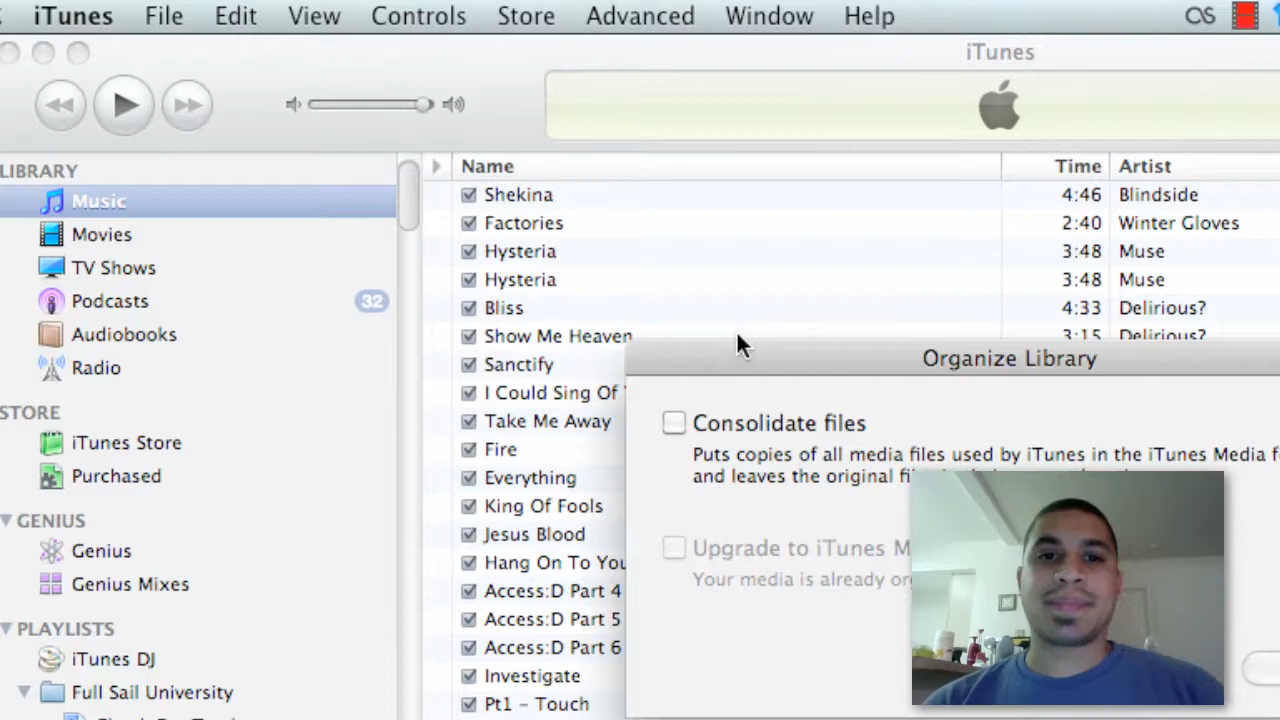 iTunes File Edit View Controls Store Advanced Window Help
iTunes
LIBRARY
Music
Movies
TV Shows
Podcasts 32
Audiobooks
Radio
STORE
iTunes Store
Purchased
GENIUS
Genius
Genius Mixes
PLAYLISTS
iTunes DJ
Full Sail University
Name Time Artist
Shekina 4:46 Blindside
Factories 2:40 Winter Gloves
Hysteria 3:48 Muse
Hysteria 3:48 Muse
Bliss 4:33 Delirious?
Show Me Heaven 3:15 Delirious?
Sanctify
I Could Sing Of
Take Me Away
Fire
Everything
King Of Fools
Jesus Blood
Hang On To You
Access:D Part 4
Access:D Part 5
Access:D Part 6
Investigate
Pt1 – Touch
Organize Library
Consolidate files
Puts copies of all media files used by iTunes in the iTunes Media
and leaves the original
Upgrade to iTunes M
Your media is already